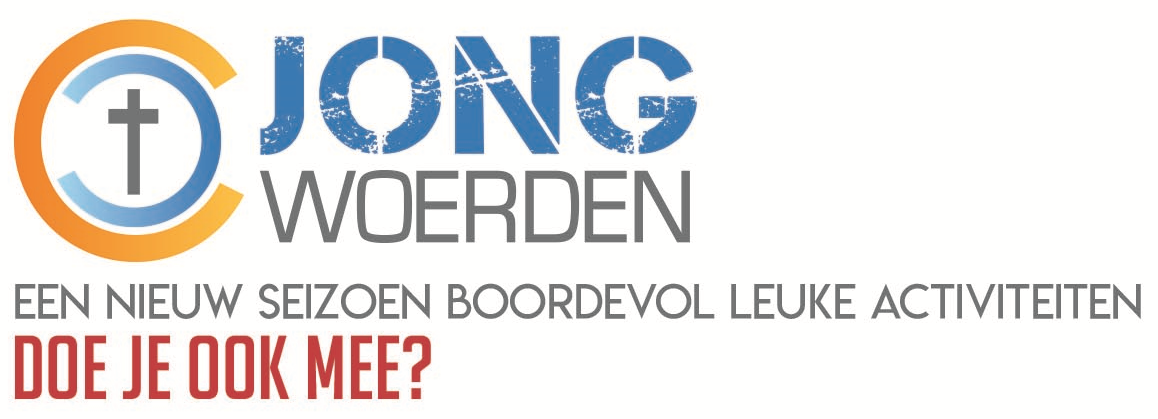 JONG
WOERDEN
EEN NIEUW SEIZOEN BOORDEVOL LEUKE ACTIVITEITEN
DOE JE OOK MEE?